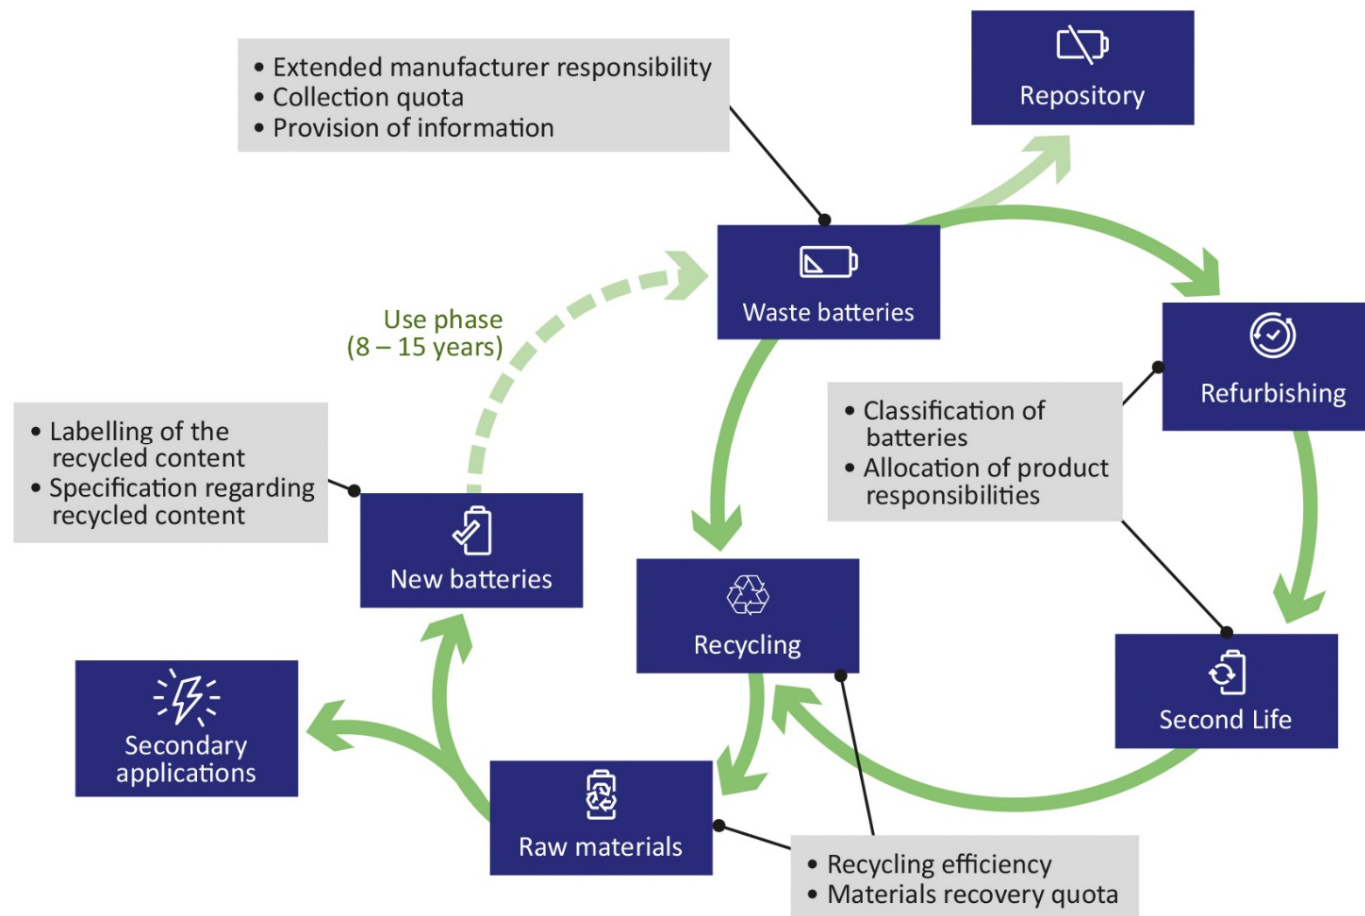 • Extended manufacturer responsibility
• Collection quota
• Provision of information
Repository
Waste batteries
Use phase
(8 – 15 years)
Refurbishing
• Classification of
batteries
• Allocation of product
responsibilities
• Labelling of the
recycled content
• Specification regarding
recycled content
New batteries
Recycling
Second Life
Secondary
applications
Raw materials
• Recycling efficiency
• Materials recovery quota